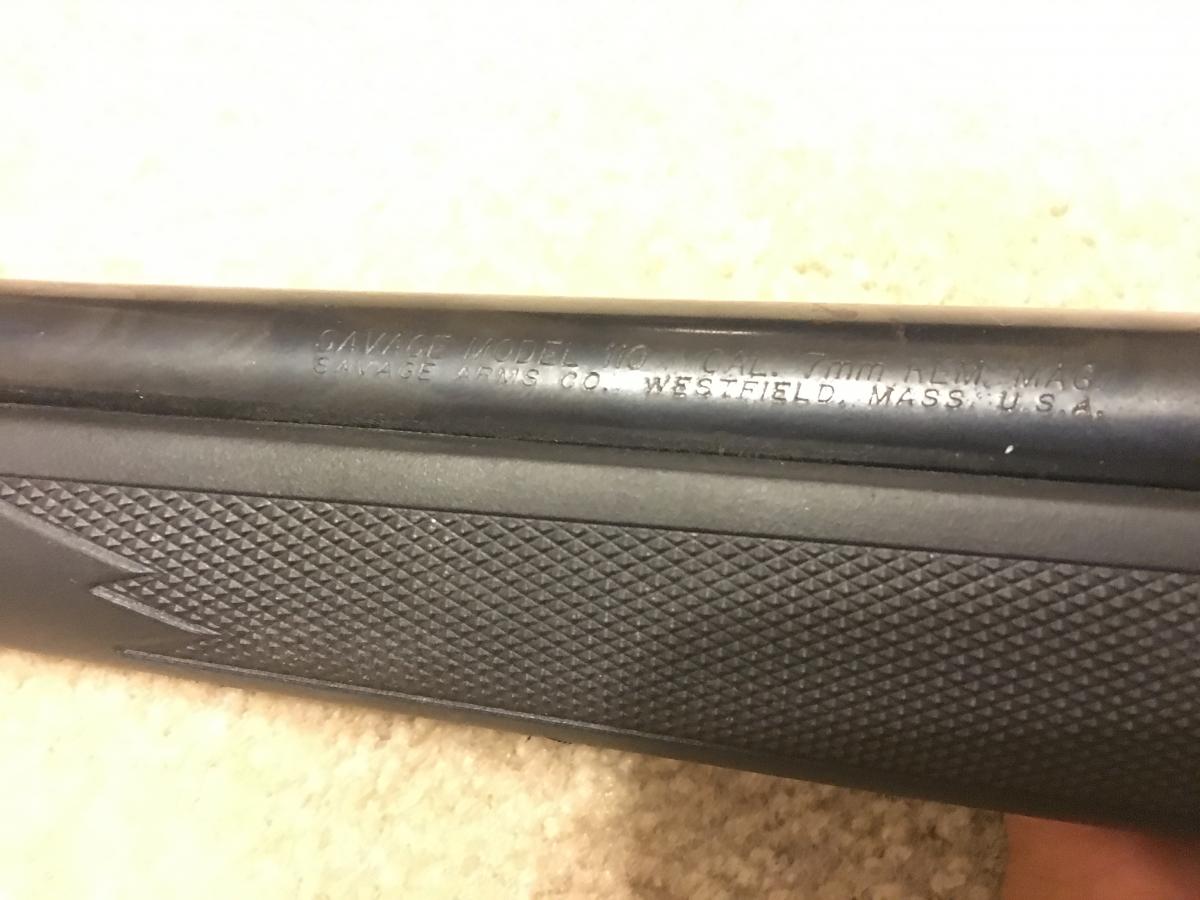 SAVAGE MODEL 110 . CAL. 7mm REM. MAG.
SAVAGE ARMS CO., WESTFIELD, MASS. U.S.A.